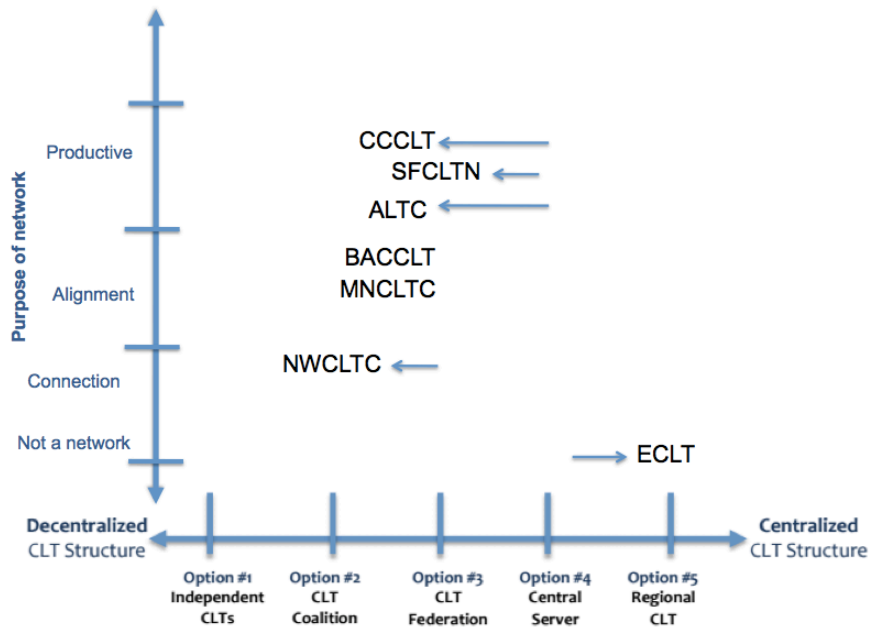 Purpose of network
Productive
Alignment
Connection
Not a network
CCCLT
SFCLTN
ALTC
BACCLT
MNCLTC
NWCLTC
ECLT
Decentralized
CLT Structure
Centralized
CLT Structure
Option #1
Independent
CLTs
Option #2
CLT
Coalition
Option #3
CLT
Federation
Option #4
Central
Server
Option #5
Regional
CLT